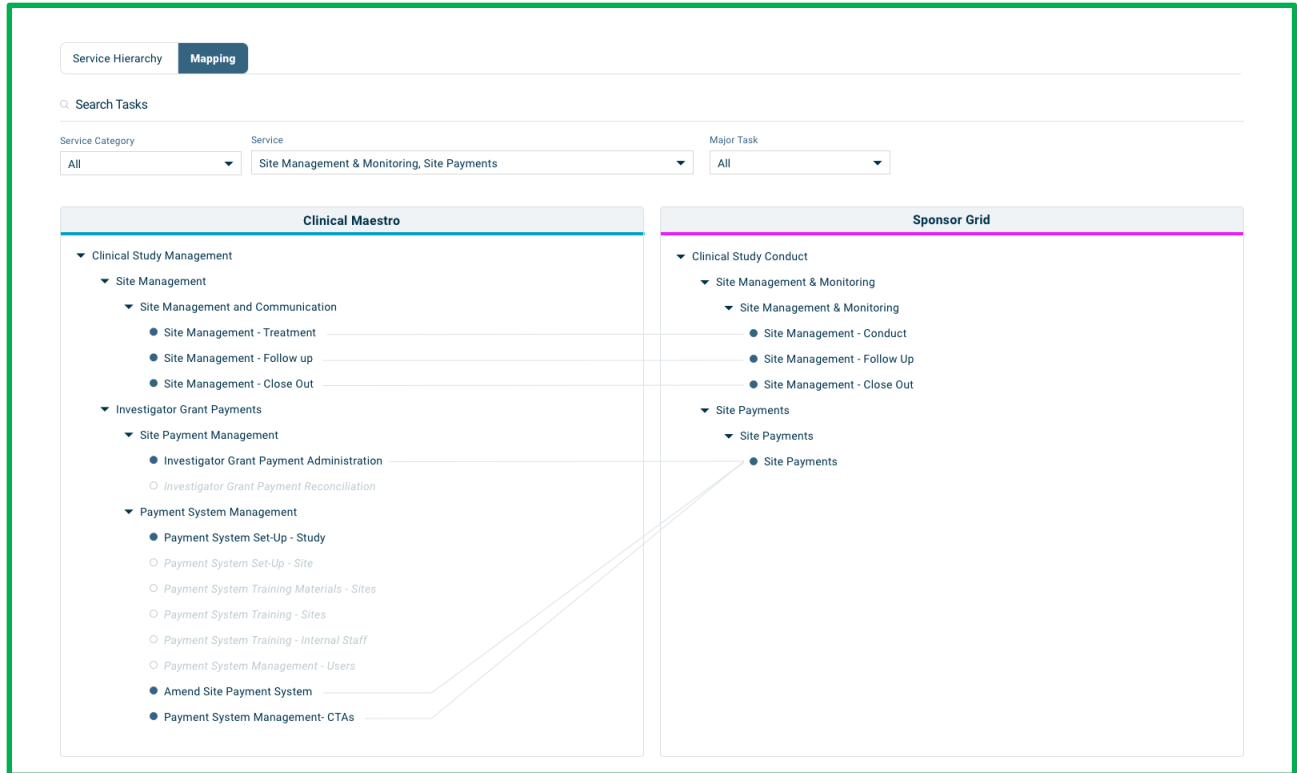 Service Hierarchy
Mapping
Search Tasks
Service Category
Service
Major Task
All
Site Management & Monitoring, Site Payments
All
Clinical Maestro
Clinical Study Management
Site Management
Site Management and Communication
Site Management - Treatment
Site Management - Follow up
Site Management - Close Out
Investigator Grant Payments
Site Payment Management
Investigator Grant Payment Administration
Investigator Grant Payment Reconciliation
Payment System Management
Payment System Set-Up - Study
Payment System Set-Up - Site
Payment System Training Materials - Sites
Payment System Training - Sites
Payment System Training - Internal Staff
Payment System Management - Users
Amend Site Payment System
Payment System Management- CTAs
Sponsor Grid
Clinical Study Conduct
Site Management & Monitoring
Site Management & Monitoring
Site Management - Conduct
Site Management - Follow Up
Site Management - Close Out
Site Payments
Site Payments
Site Payments